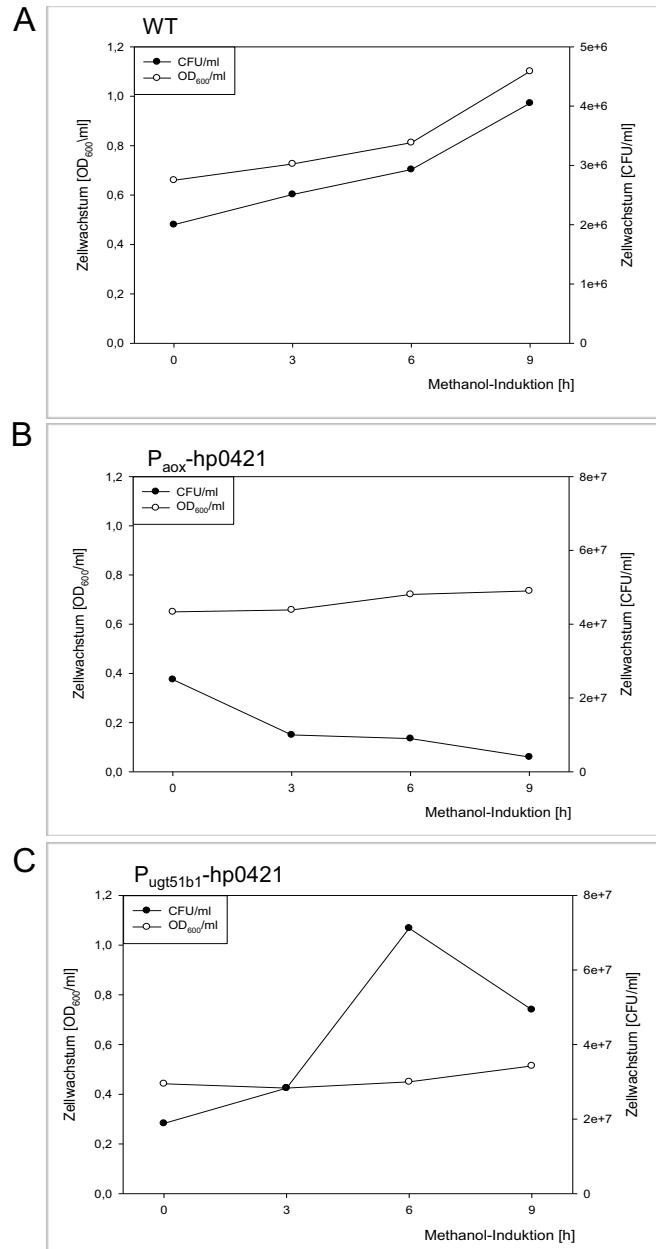 A
WT
CFU/ml
OD600/ml
1,2
1,0
0,8
0,6
0,4
0,2
0,0
Zellwachstum [OD600\ml]
5e+6
4e+6
3e+6
2e+6
1e+6
0
Zellwachstum [CFU/ml]
0 3 6 9
Methanol-Induktion [h]
B
Paox-hp0421
CFU/ml
OD600/ml
1,2
1,0
0,8
0,6
0,4
0,2
0,0
Zellwachstum [OD600/ml]
8e+7
6e+7
4e+7
2e+7
0
Zellwachstum [CFU/ml]
0 3 6 9
Methanol-Induktion [h]
C
Pugt51b1-hp0421
CFU/ml
OD600/ml
1,2
1,0
0,8
0,6
0,4
0,2
0,0
Zellwachstum [OD600/ml]
8e+7
6e+7
4e+7
2e+7
0
Zellwachstum [CFU/ml]
0 3 6 9
Methanol-Induktion [h]